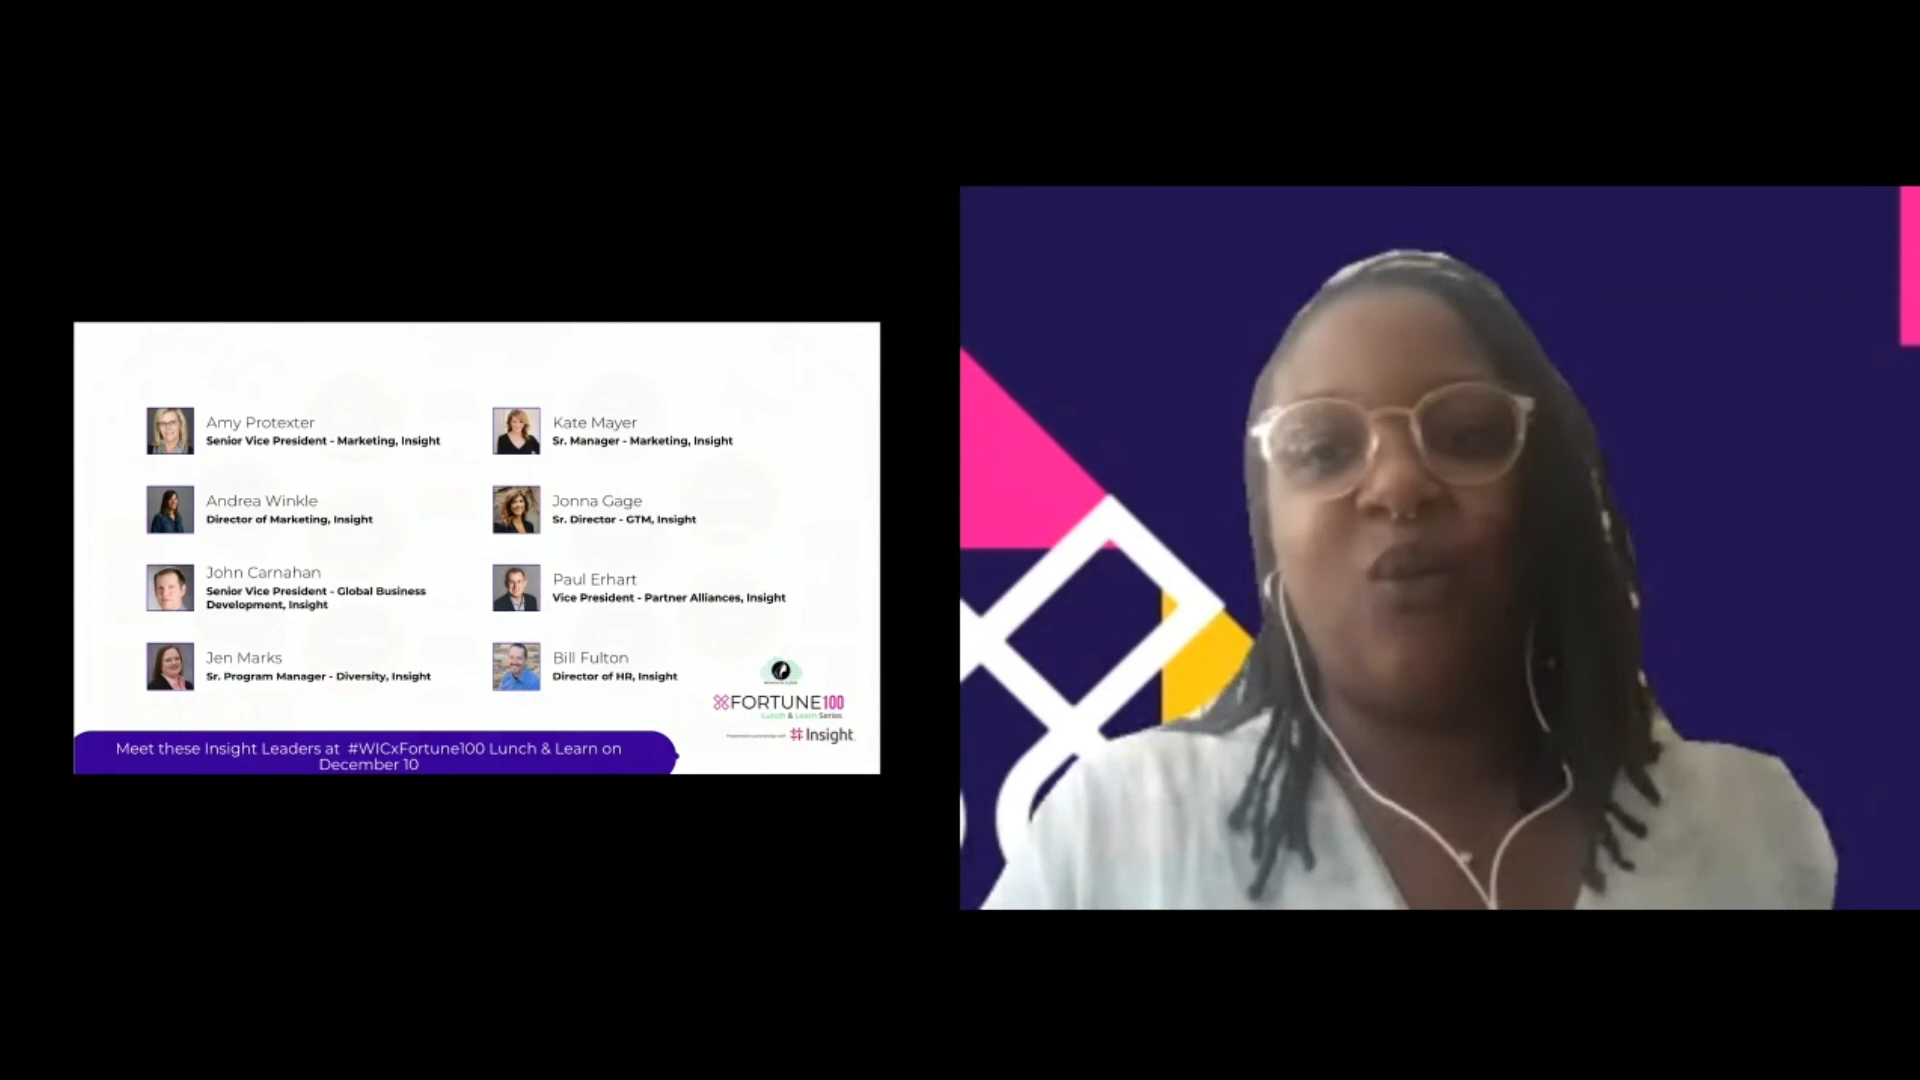 Amy Protexter
Senior Vice President - Marketing, Insight
Kate Mayer
Sr. Manager - Marketing, Insight
Andrea Winkle
Director of Marketing, Insight
Jonna Gage
Sr. Director - GTM, Insight
John Carnahan
Senior Vice President - Global Business
Development, Insight
Paul Erhart
Vice President - Partner Alliances, Insight
Jen Marks
Sr. Program Manager - Diversity, Insight
Bill Fulton
Director of HR, Insight
FORTUNE100
Lunch & Learn Series
Insight
Meet these Insight Leaders at #WICxFortune100 Lunch & Learn on
December 10